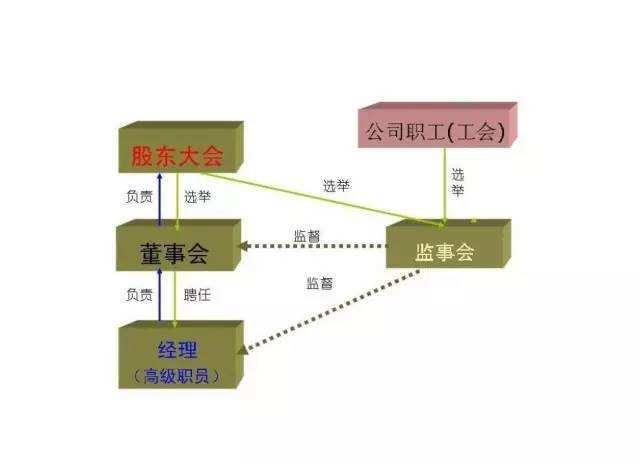 公司职工(工会)
股东大会
负责
选举
选举
选举
董事会
监督
监事会
负责
聘任
监督
经理
（高级职员）